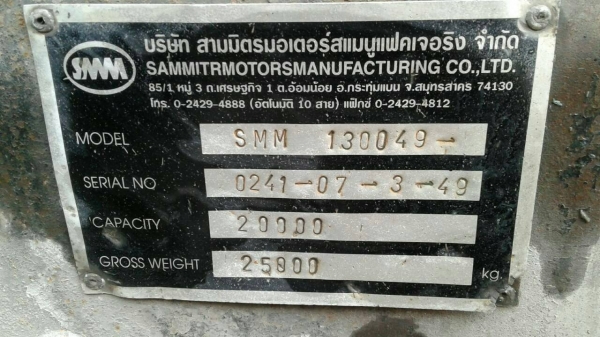 SMM
บริษัท สามมิตรมอเตอร์สแมนูแฟคเจอริง จำกัด
SAMMITRMOTORSMANUFACTURING CO.,LTD.
85/1 หมู่ 3 ถ.เศรษฐกิจ 1 ต.อ้อมน้อย อ.กระทุ่มแบน จ.สมุทรสาคร 74130
โทร. 0-2429-4888 (อัตโนมัติ 10 สาย) แฟ็กซ์ 0-2429-4812
MODEL SMM 130049-
SERIAL NO 0241-07-3-49
CAPACITY 20000
GROSS WEIGHT 25000 kg.